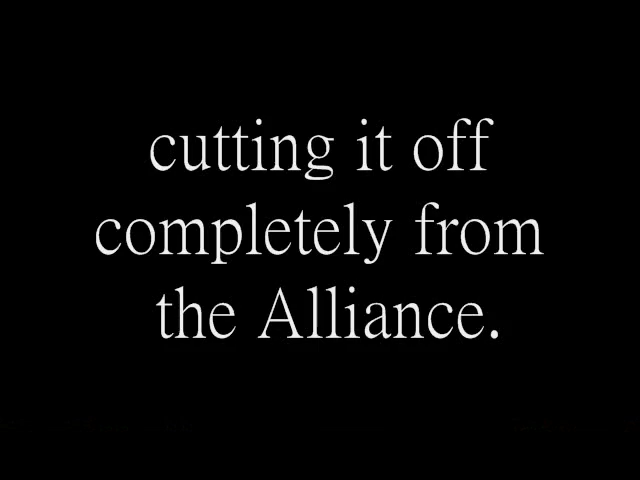 cutting it off
completely from
the Alliance.